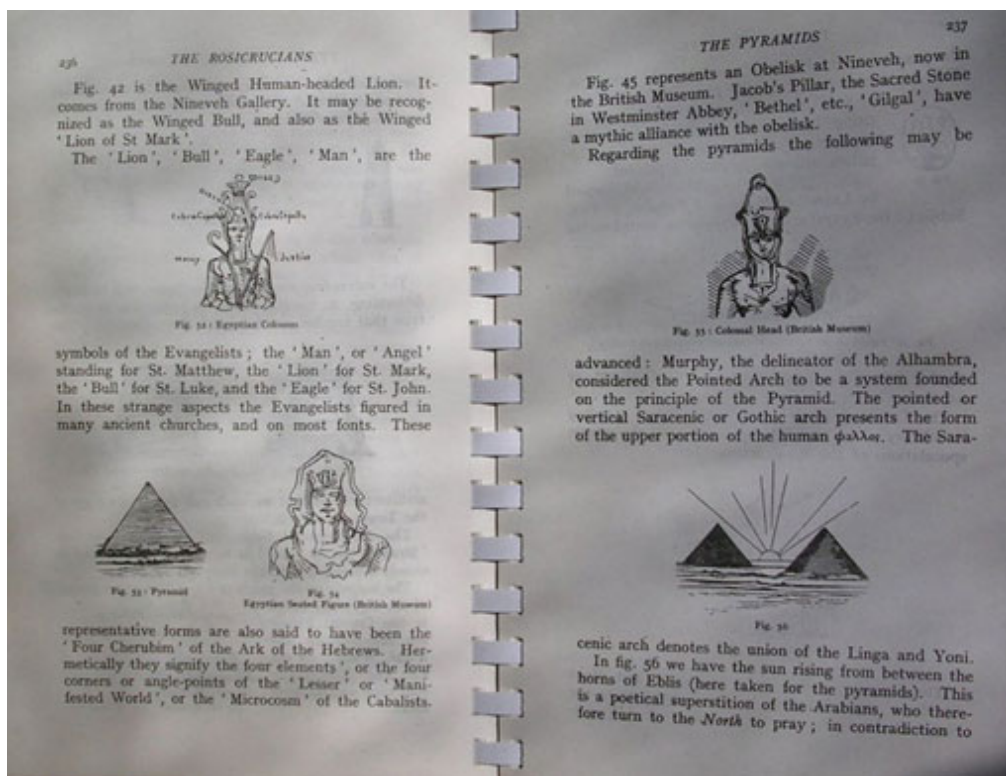 236
THE ROSICRUCIANS
Fig. 42 is the Winged Human-headed Lion. It-
comes from the Nineveh Gallery. It may be recog-
nized as the Winged Bull, and also as the Winged
'Lion of St Mark'.
The 'Lion', 'Bull', 'Eagle', 'Man', are the
Mercy
Justice
Fig. 52 : Egyptian Colossus
symbols of the Evangelists ; the 'Man', or 'Angel'
standing for St. Matthew, the 'Lion' for St. Mark,
the 'Bull' for St. Luke, and the 'Eagle' for St. John.
In these strange aspects the Evangelists figured in
many ancient churches, and on most fonts. These
Fig. 53 : Pyramid
Fig. 54
Egyptian Seated Figure (British Museum)
representative forms are also said to have been the
'Four Cherubim' of the Ark of the Hebrews. Her-
metically they signify the four elements', or the four
corners or angle-points of the 'Lesser' or 'Mani-
fested World', or the 'Microcosm' of the Cabalists.
THE PYRAMIDS
237
Fig. 45 represents an Obelisk at Nineveh, now in
the British Museum. Jacob's Pillar, the Sacred Stone
in Westminster Abbey, 'Bethel', etc., 'Gilgal', have
a mythic alliance with the obelisk.
Regarding the pyramids the following may be
Fig. 55 : Colossal Head (British Museum)
advanced : Murphy, the delineator of the Alhambra,
considered the Pointed Arch to be a system founded
on the principle of the Pyramid. The pointed or
vertical Saracenic or Gothic arch presents the form
of the upper portion of the human φαλλος. The Sara-
Fig. 56
cenic arch denotes the union of the Linga and Yoni.
In fig. 56 we have the sun rising from between the
horns of Eblis (here taken for the pyramids). This
is a poetical superstition of the Arabians, who there-
fore turn to the North to pray ; in contradiction to